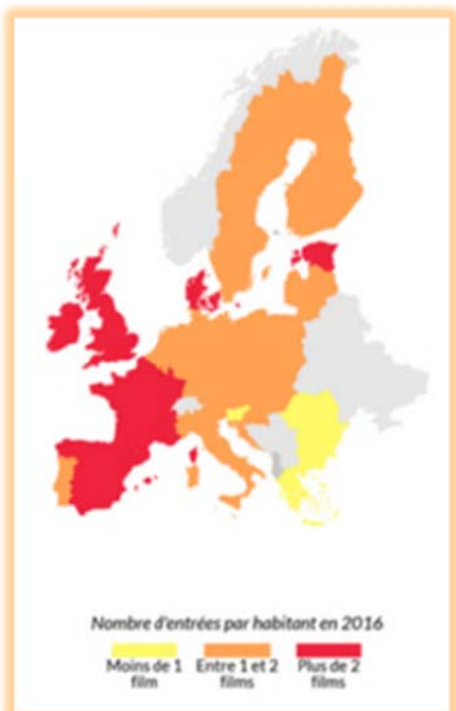 Nombre d'entrées par habitant en 2016
Moins de 1
film
Entre 1 et 2
films
Plus de 2
films